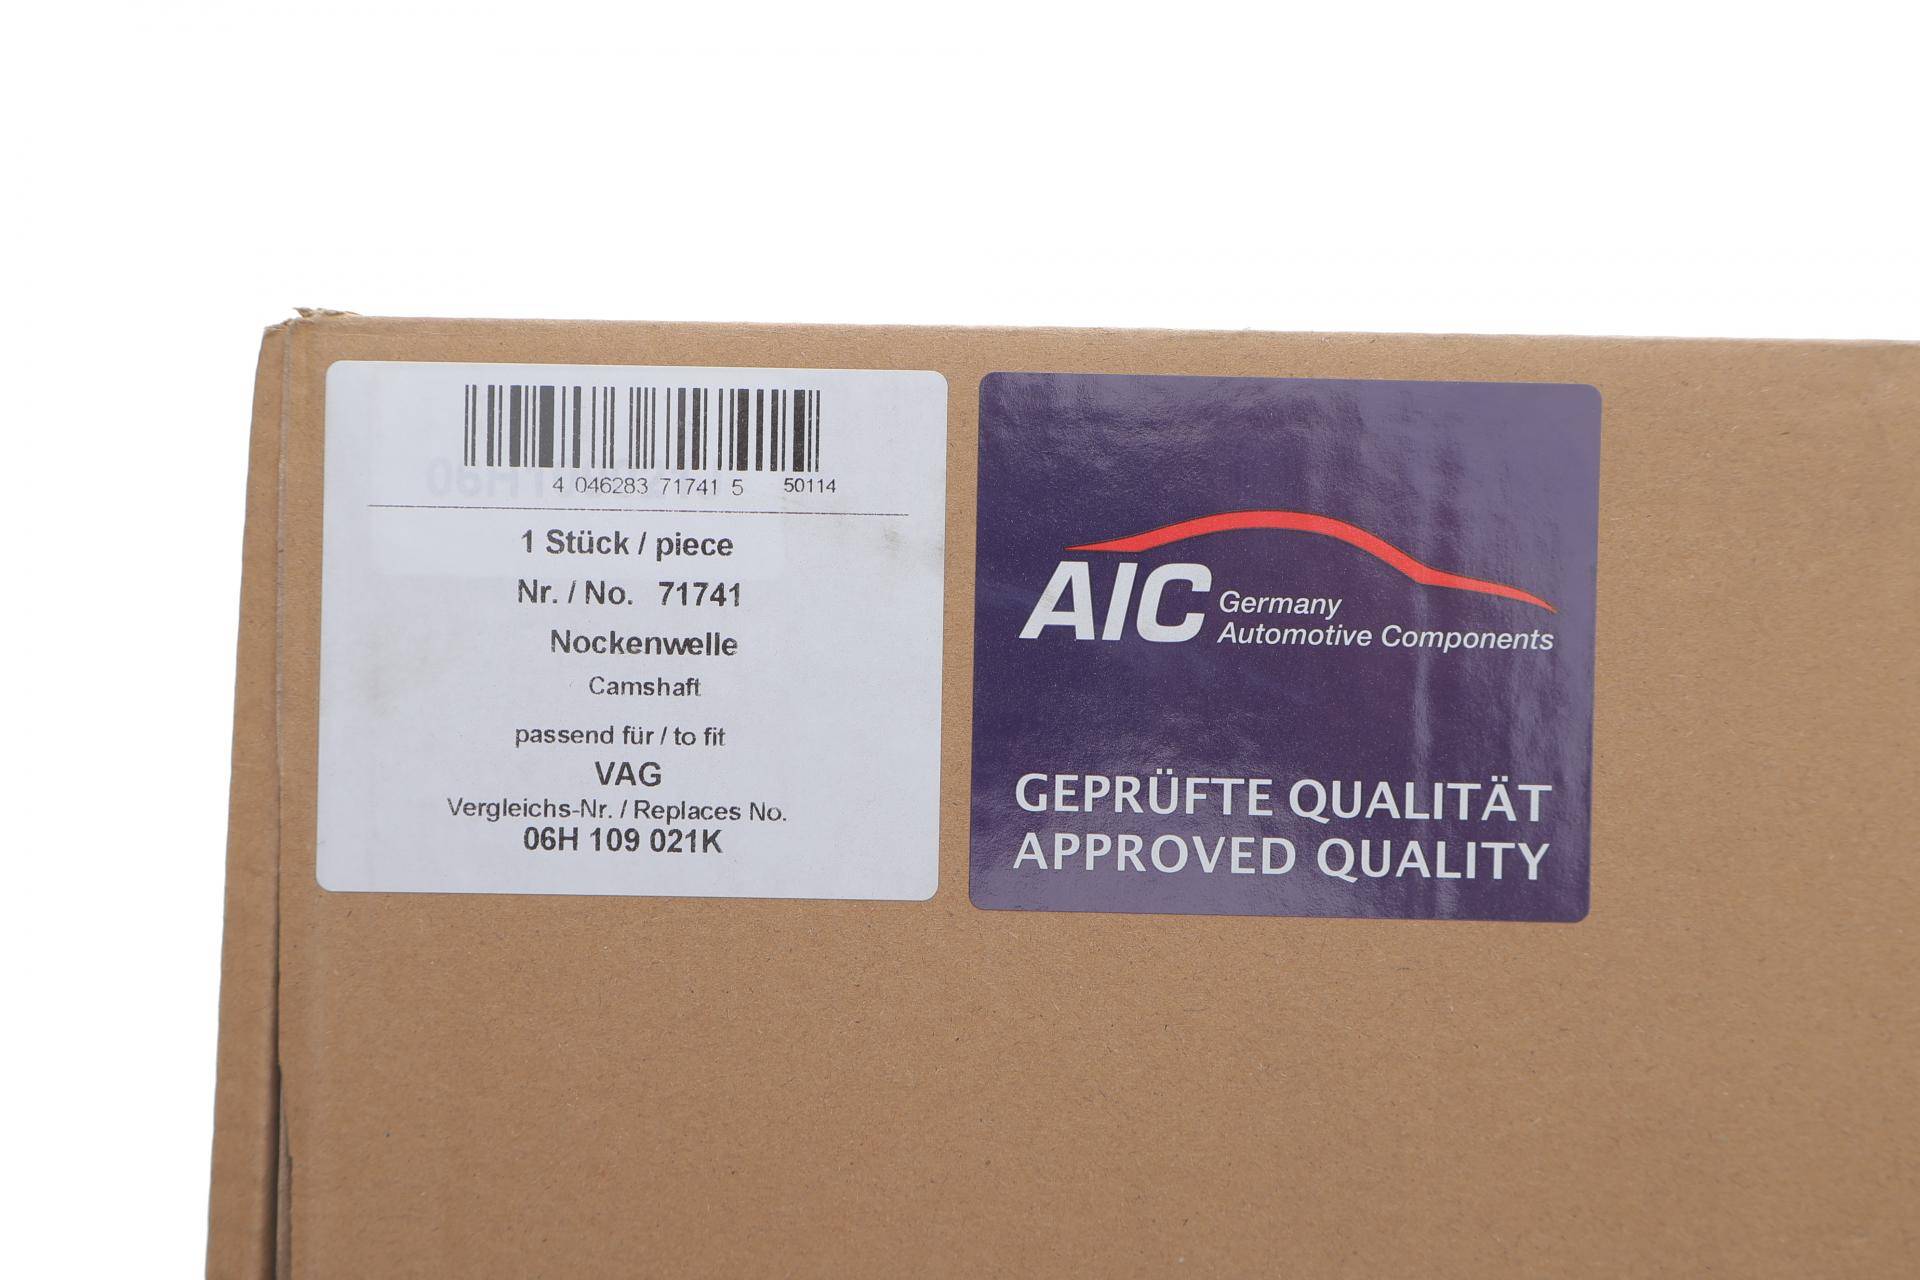 4 046283 71741 5 50114
1 Stück / piece
Nr. / No. 71741
Nockenwelle
Camshaft
passend für / to fit
VAG
Vergleichs-Nr. / Replaces No.
06H 109 021K
AIC Germany
Automotive Components
GEPRÜFTE QUALITÄT
APPROVED QUALITY